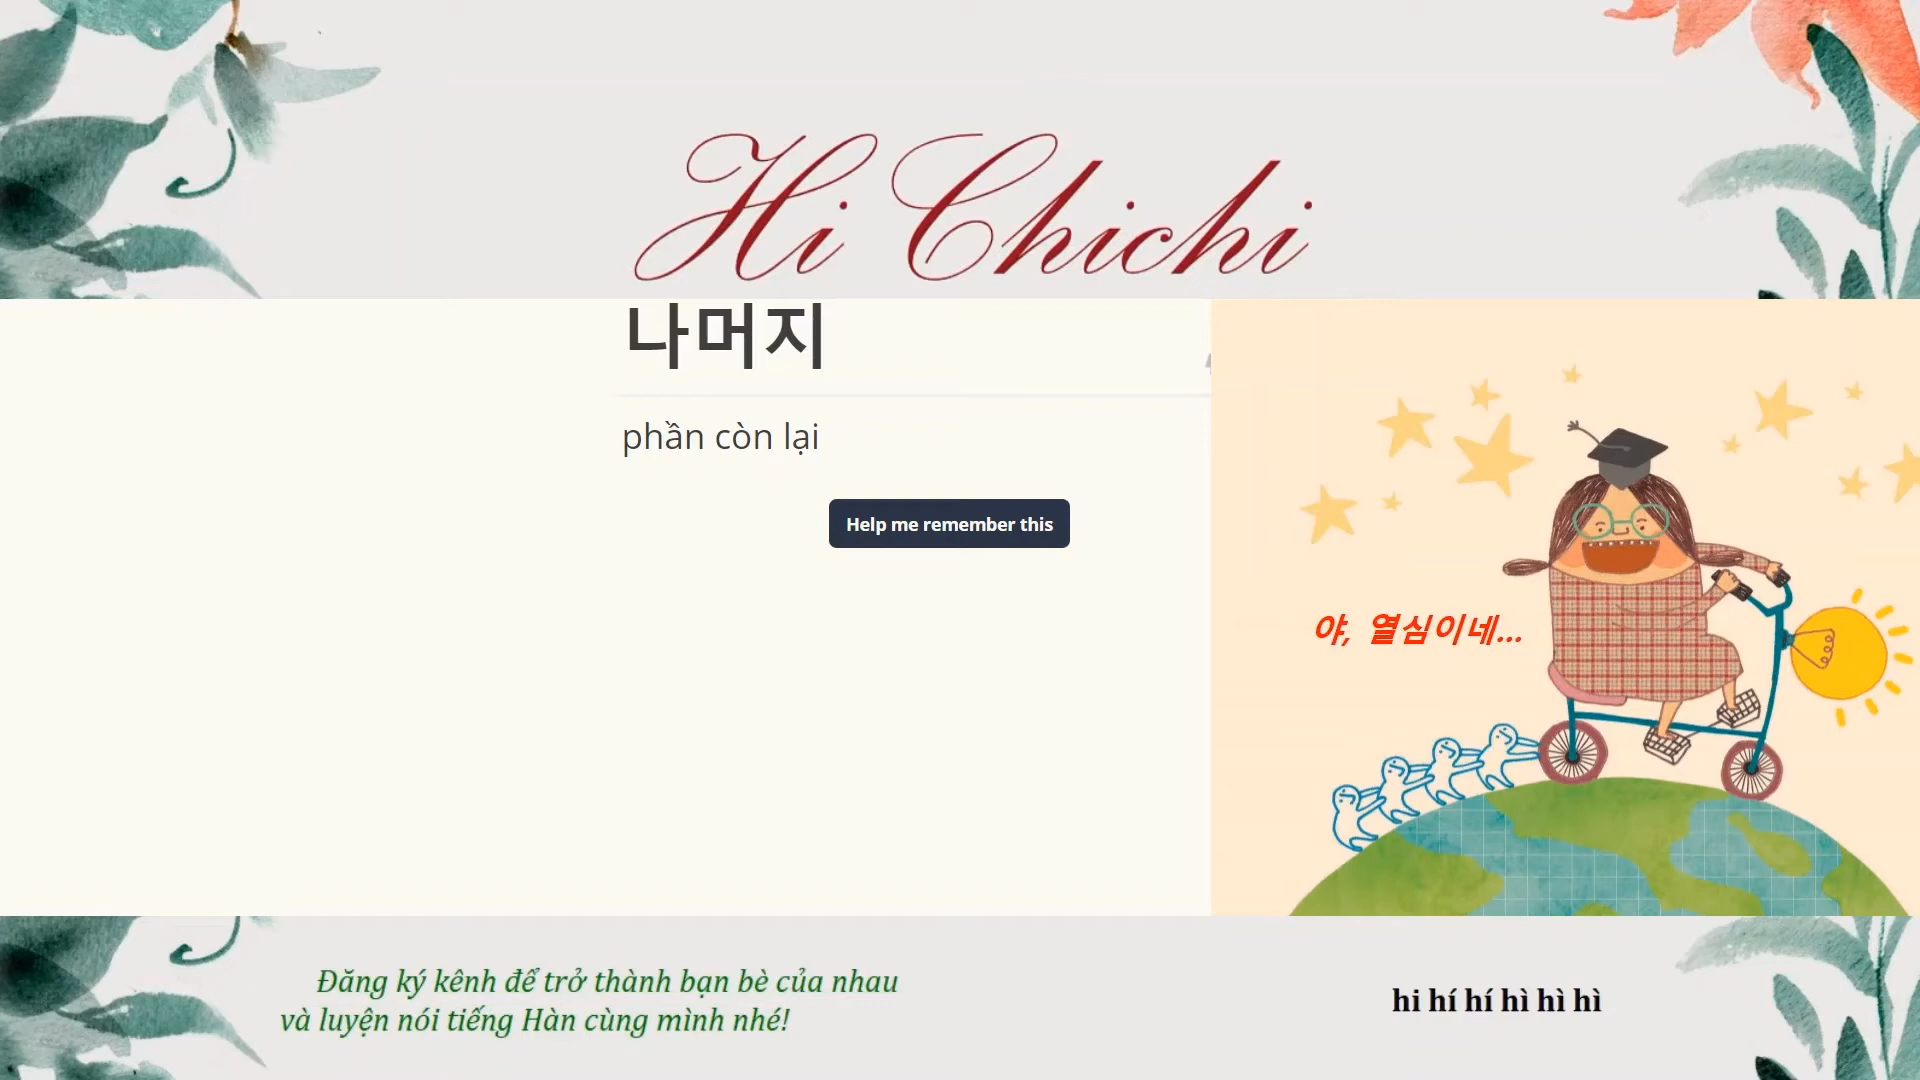 Hi Chichi
나머지
phần còn lại
Help me remember this
야, 열심이네...
Đăng ký kênh để trở thành bạn bè của nhau
và luyện nói tiếng Hàn cùng mình nhé!
hi hí hí hì hì hì